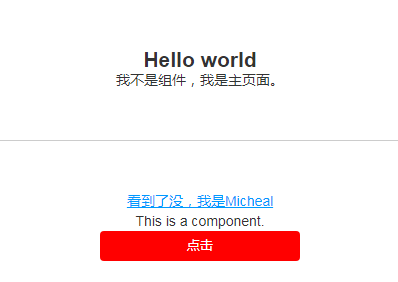 Hello world
我不是组件，我是主页面。
看到了没，我是Micheal
This is a component.
点击